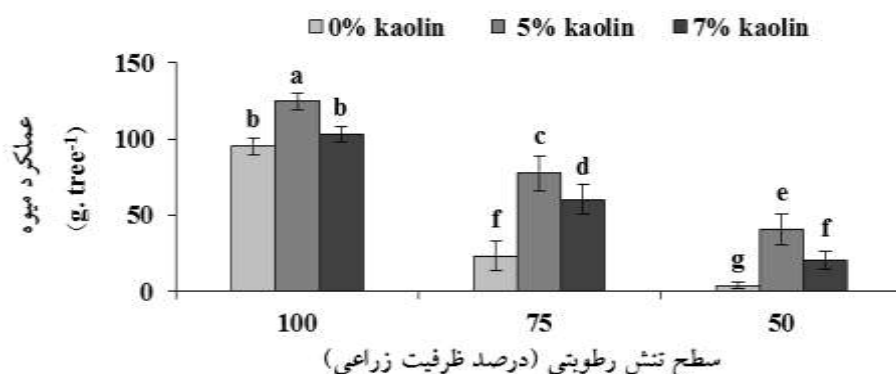 0% kaolin 5% kaolin 7% kaolin
150
100
50
0
عملکرد میوه
(g. tree⁻¹)
b a b
f c d
g e f
100 75 50
سطح تنش رطوبتی (درصد ظرفیت زراعی)